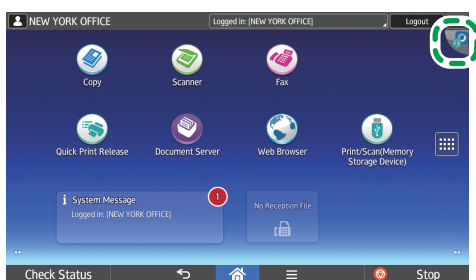 NEW YORK OFFICE
Logged in: [NEW YORK OFFICE]
Logout
Copy
Scanner
Fax
Quick Print Release
Document Server
Web Browser
Print/Scan(Memory
Storage Device)
System Message
1
Logged in: [NEW YORK OFFICE]
No Reception File
Check Status
Stop